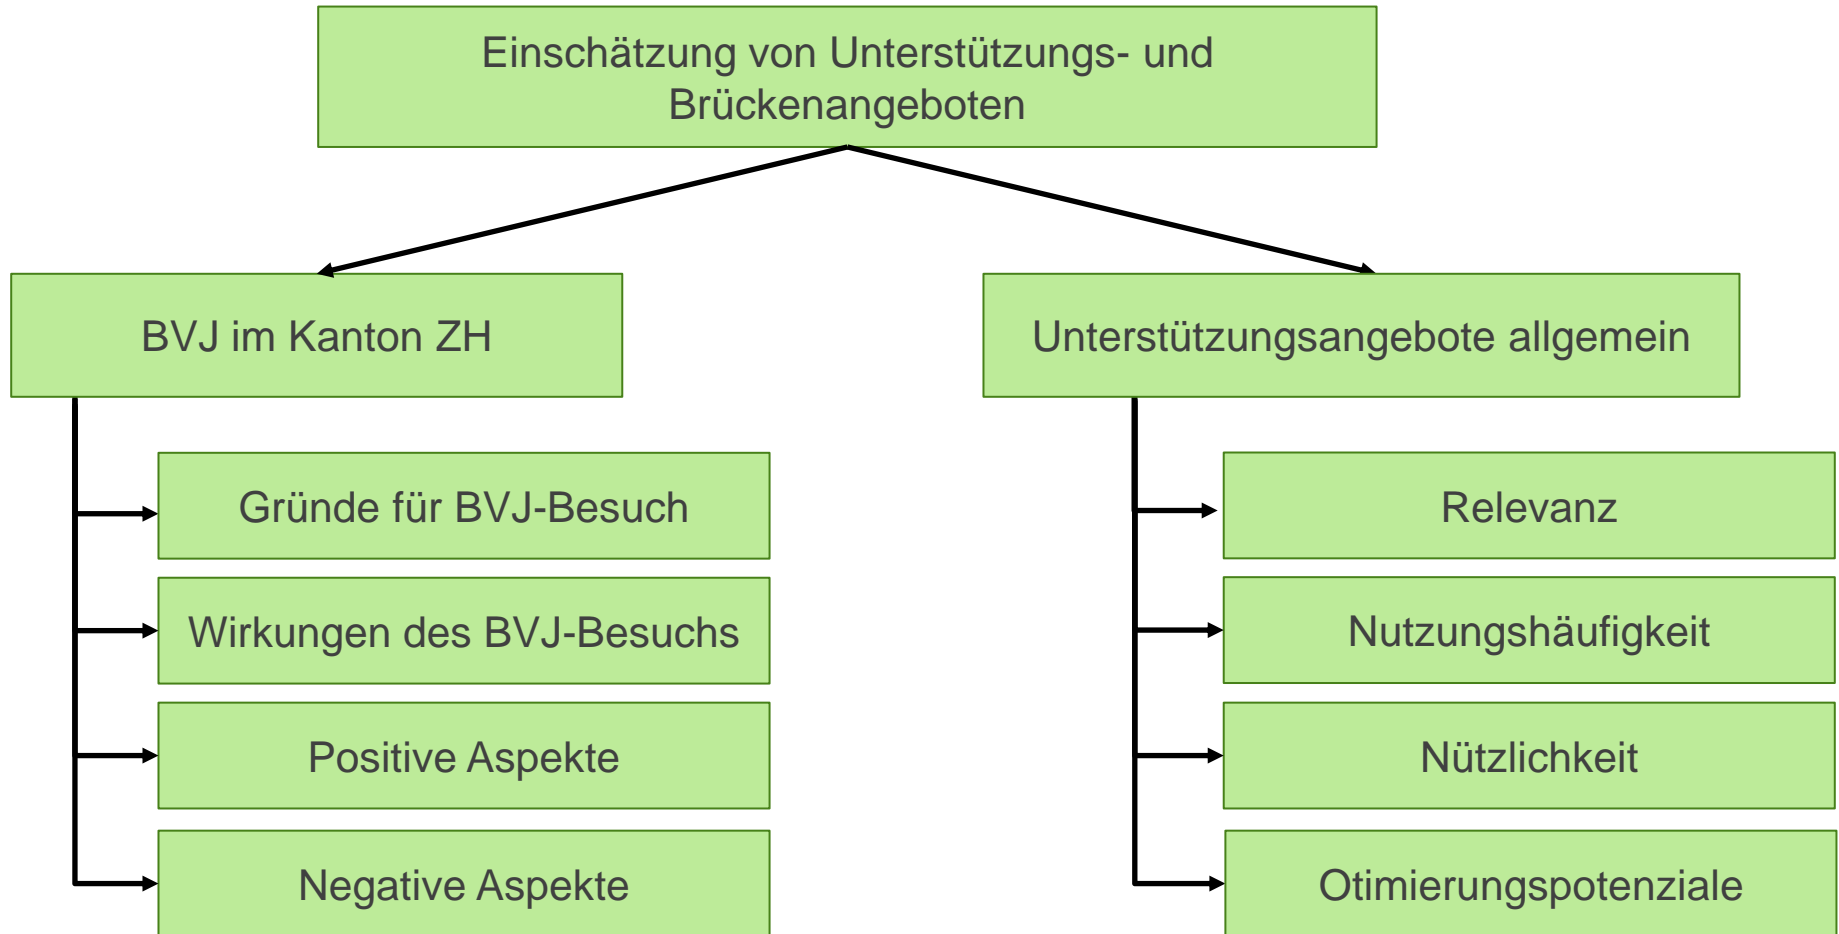 Einschätzung von Unterstützungs- und
Brückenangeboten
BVJ im Kanton ZH
Unterstützungsangebote allgemein
Gründe für BVJ-Besuch
Wirkungen des BVJ-Besuchs
Positive Aspekte
Negative Aspekte
Relevanz
Nutzungshäufigkeit
Nützlichkeit
Otimierungspotenziale